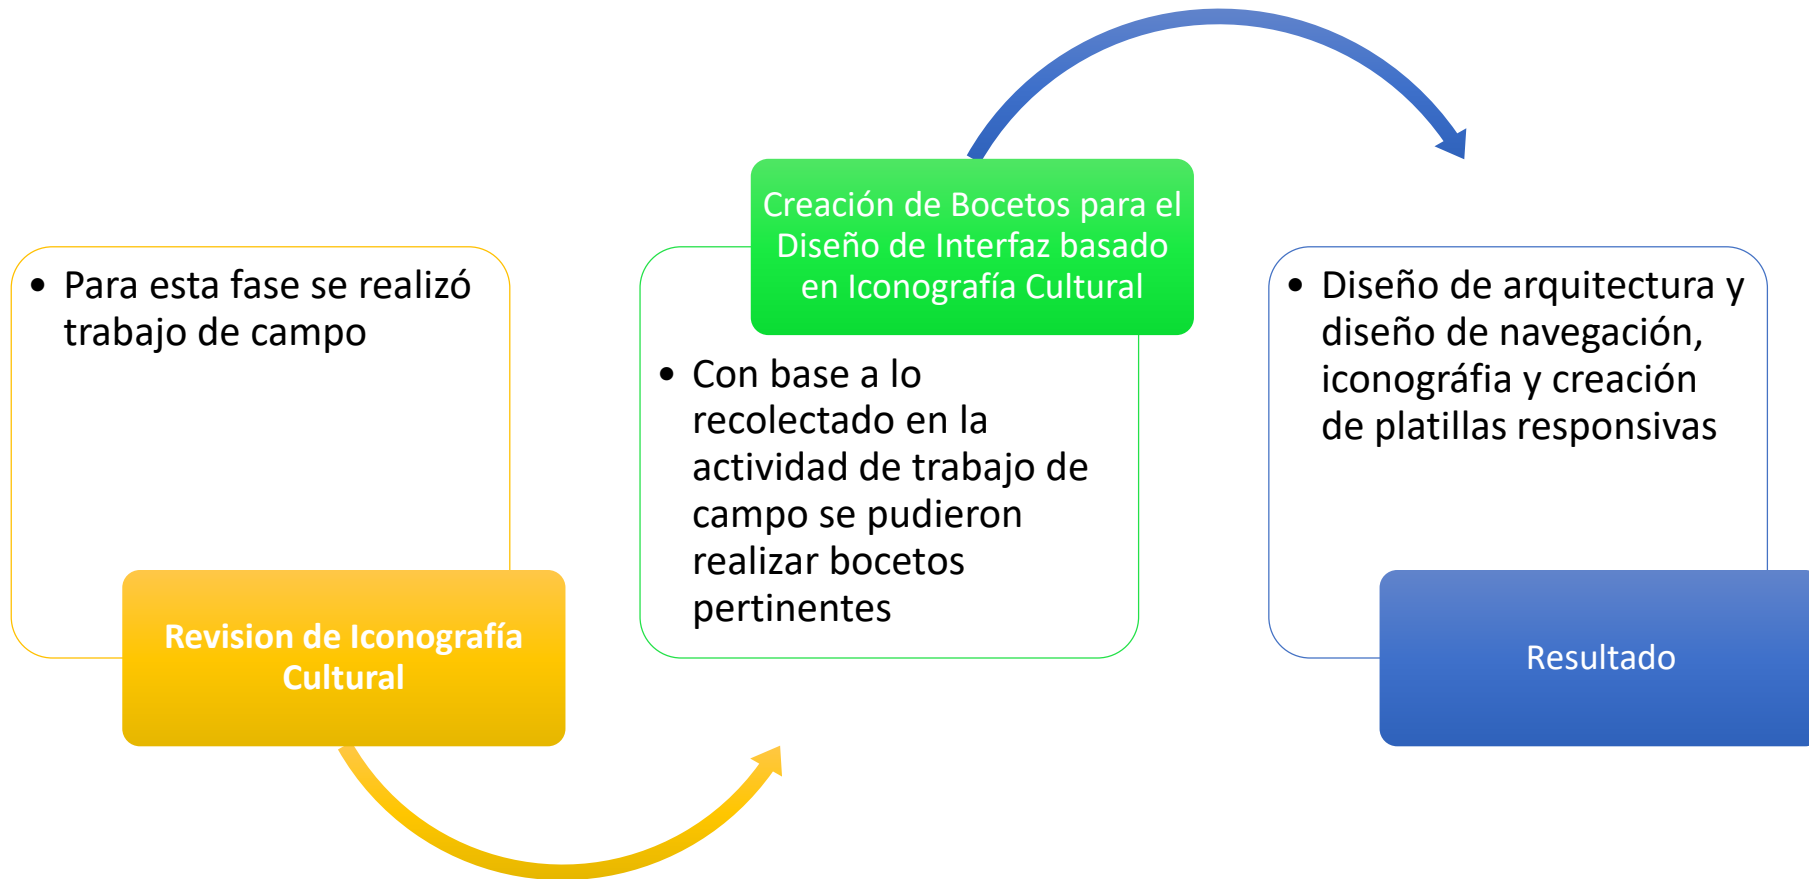 • Para esta fase se realizó
trabajo de campo
Revision de Iconografía
Cultural
Creación de Bocetos para el
Diseño de Interfaz basado
en Iconografía Cultural
• Con base a lo
recolectado en la
actividad de trabajo de
campo se pudieron
realizar bocetos
pertinentes
• Diseño de arquitectura y
diseño de navegación,
iconográfia y creación
de platillas responsivas
Resultado